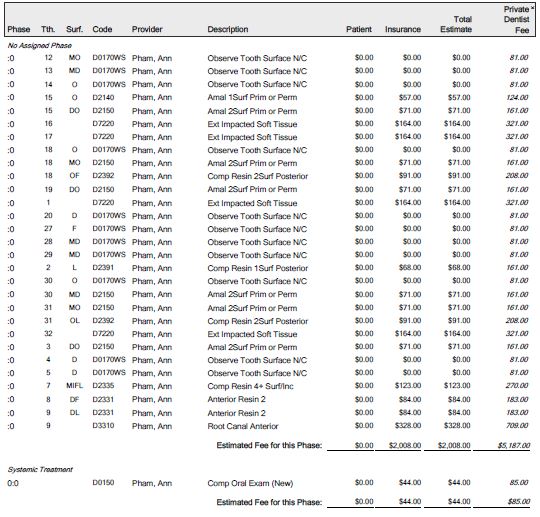 Private *
Total Dentist
Phase Tth. Surf. Code Provider Description Patient Insurance Estimate Fee
No Assigned Phase
:0 12 MO D0170WS Pham, Ann Observe Tooth Surface N/C $0.00 $0.00 $0.00 81.00
:0 13 MD D0170WS Pham, Ann Observe Tooth Surface N/C $0.00 $0.00 $0.00 81.00
:0 14 O D0170WS Pham, Ann Observe Tooth Surface N/C $0.00 $0.00 $0.00 81.00
:0 15 O D2140 Pham, Ann Amal 1Surf Prim or Perm $0.00 $57.00 $57.00 124.00
:0 15 DO D2150 Pham, Ann Amal 2Surf Prim or Perm $0.00 $71.00 $71.00 161.00
:0 16 D7220 Pham, Ann Ext Impacted Soft Tissue $0.00 $164.00 $164.00 321.00
:0 17 D7220 Pham, Ann Ext Impacted Soft Tissue $0.00 $164.00 $164.00 321.00
:0 18 O D0170WS Pham, Ann Observe Tooth Surface N/C $0.00 $0.00 $0.00 81.00
:0 18 MO D2150 Pham, Ann Amal 2Surf Prim or Perm $0.00 $71.00 $71.00 161.00
:0 18 OF D2392 Pham, Ann Comp Resin 2Surf Posterior $0.00 $91.00 $91.00 208.00
:0 19 DO D2150 Pham, Ann Amal 2Surf Prim or Perm $0.00 $71.00 $71.00 161.00
:0 1 D7220 Pham, Ann Ext Impacted Soft Tissue $0.00 $164.00 $164.00 321.00
:0 20 D D0170WS Pham, Ann Observe Tooth Surface N/C $0.00 $0.00 $0.00 81.00
:0 27 F D0170WS Pham, Ann Observe Tooth Surface N/C $0.00 $0.00 $0.00 81.00
:0 28 MD D0170WS Pham, Ann Observe Tooth Surface N/C $0.00 $0.00 $0.00 81.00
:0 29 MD D0170WS Pham, Ann Observe Tooth Surface N/C $0.00 $0.00 $0.00 81.00
:0 2 L D2391 Pham, Ann Comp Resin 1Surf Posterior $0.00 $68.00 $68.00 161.00
:0 30 O D0170WS Pham, Ann Observe Tooth Surface N/C $0.00 $0.00 $0.00 81.00
:0 30 MD D2150 Pham, Ann Amal 2Surf Prim or Perm $0.00 $71.00 $71.00 161.00
:0 31 MO D2150 Pham, Ann Amal 2Surf Prim or Perm $0.00 $71.00 $71.00 161.00
:0 31 OL D2392 Pham, Ann Comp Resin 2Surf Posterior $0.00 $91.00 $91.00 208.00
:0 32 D7220 Pham, Ann Ext Impacted Soft Tissue $0.00 $164.00 $164.00 321.00
:0 3 DO D2150 Pham, Ann Amal 2Surf Prim or Perm $0.00 $71.00 $71.00 161.00
:0 4 D D0170WS Pham, Ann Observe Tooth Surface N/C $0.00 $0.00 $0.00 81.00
:0 5 D D0170WS Pham, Ann Observe Tooth Surface N/C $0.00 $0.00 $0.00 81.00
:0 7 MIFL D2335 Pham, Ann Comp Resin 4+ Surf/Inc $0.00 $123.00 $123.00 270.00
:0 8 DF D2331 Pham, Ann Anterior Resin 2 $0.00 $84.00 $84.00 183.00
:0 9 DL D2331 Pham, Ann Anterior Resin 2 $0.00 $84.00 $84.00 183.00
:0 9 D3310 Pham, Ann Root Canal Anterior $0.00 $328.00 $328.00 709.00
Estimated Fee for this Phase: $0.00 $2,008.00 $2,008.00 $5,187.00
Systemic Treatment
0:0 D0150 Pham, Ann Comp Oral Exam (New) $0.00 $44.00 $44.00 85.00
Estimated Fee for this Phase: $0.00 $44.00 $44.00 $85.00